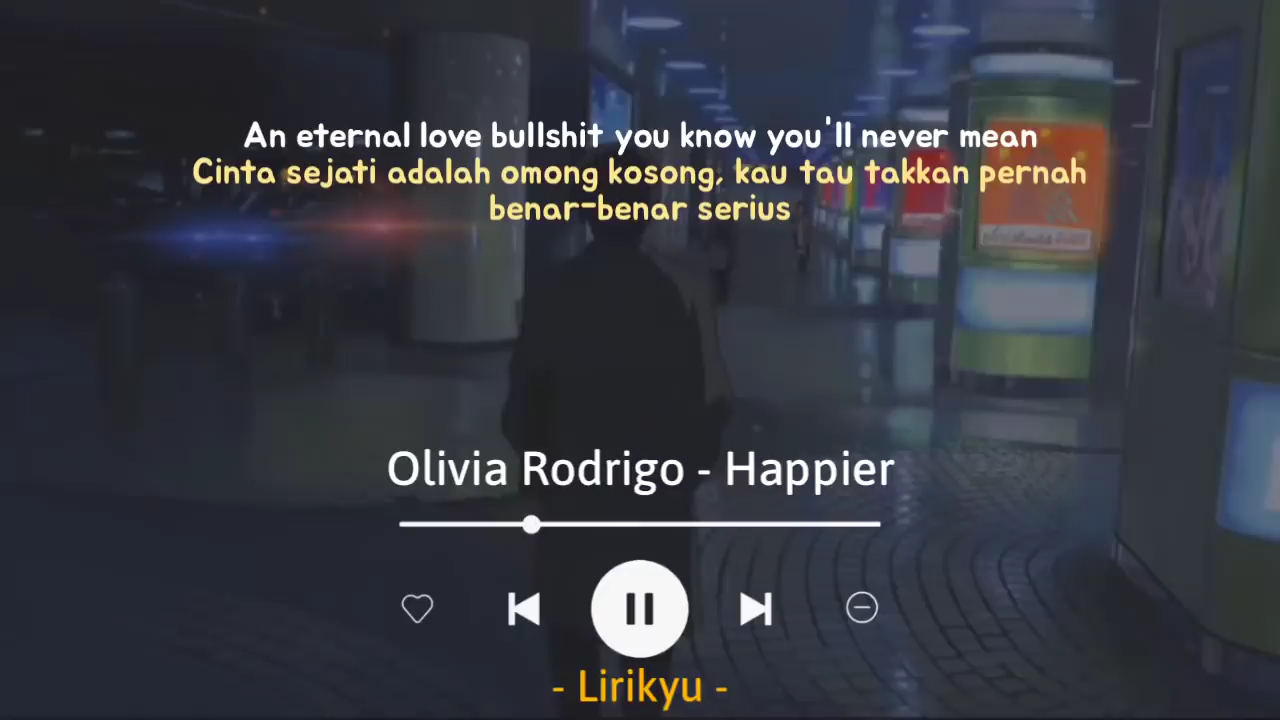 An eternal love bullshit you know you'll never mean
Cinta sejati adalah omong kosong, kau tau takkan pernah
benar-benar serius
Olivia Rodrigo - Happier
- Lirikyu -